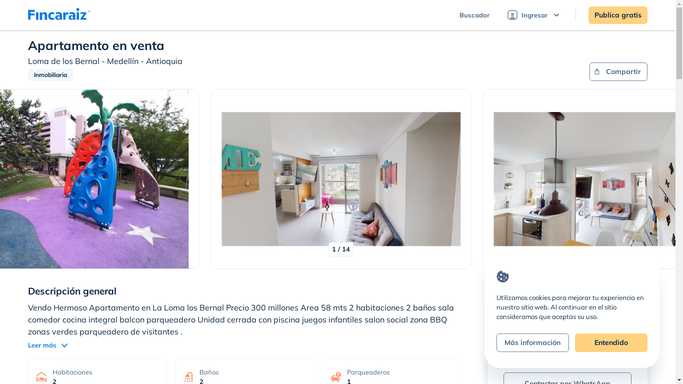 Fincaraiz
Buscador
Ingresar
Publica gratis
Apartamento en venta
Loma de los Bernal - Medellín - Antioquia
Inmobiliaria
Compartir
1 / 14
Descripción general
Vendo Hermoso Apartamento en La Loma los Bernal Precio 300 millones Area 58 mts 2 habitaciones 2 baños sala
comedor cocina integral balcon parqueadero Unidad cerrada con piscina juegos infantiles salon social zona BBQ
zonas verdes parqueadero de visitantes .
Leer más
Habitaciones
2
Baños
2
Parqueaderos
1
Utilizamos cookies para mejorar tu experiencia en
nuestro sitio web. Al continuar en el sitio
consideramos que aceptas su uso.
Más información
Entendido
Contactar por WhatsApp